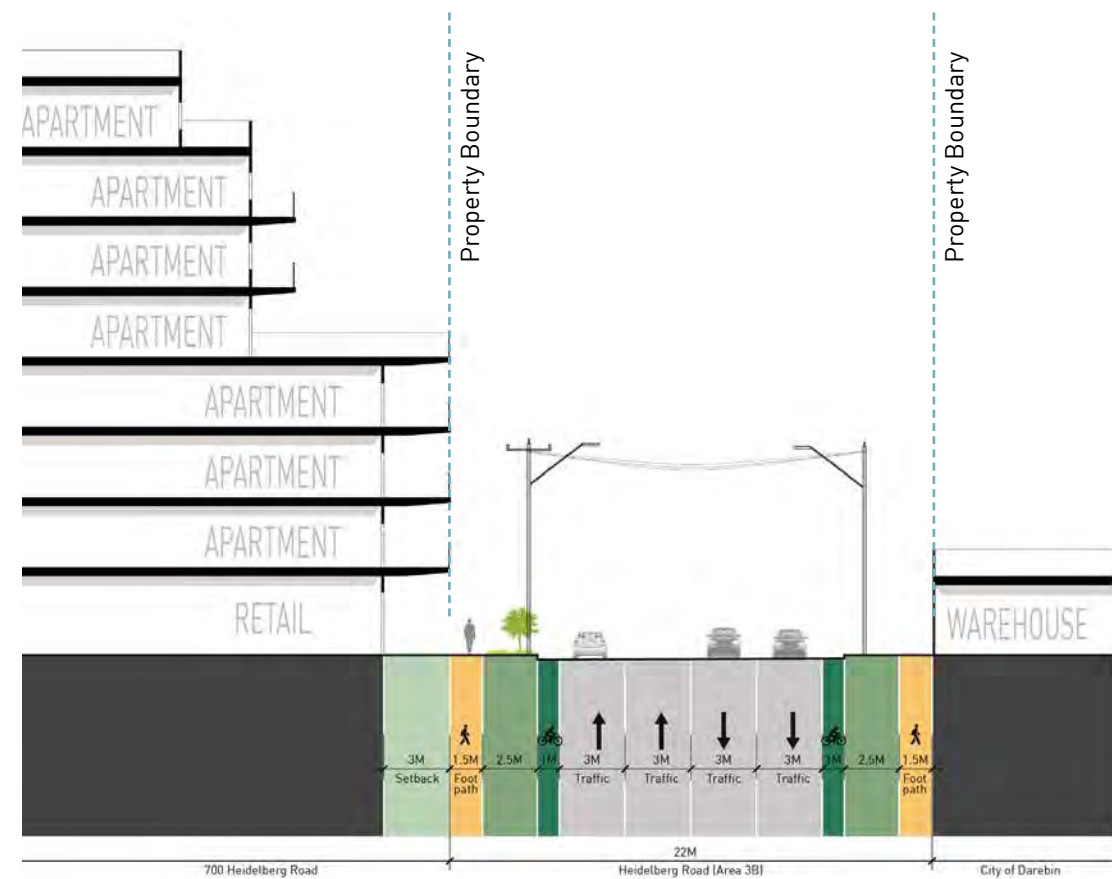 Property Boundary
Property Boundary
APARTMENT
APARTMENT
APARTMENT
APARTMENT
APARTMENT
APARTMENT
APARTMENT
RETAIL
WAREHOUSE
3M 1.5M 2.5M 1M 3M 3M 3M 3M 1M 2.5M 1.5M
Setback Foot path Traffic Traffic Traffic Traffic Foot path
22M
700 Heidelberg Road Heidelberg Road (Area 3B) City of Darebin